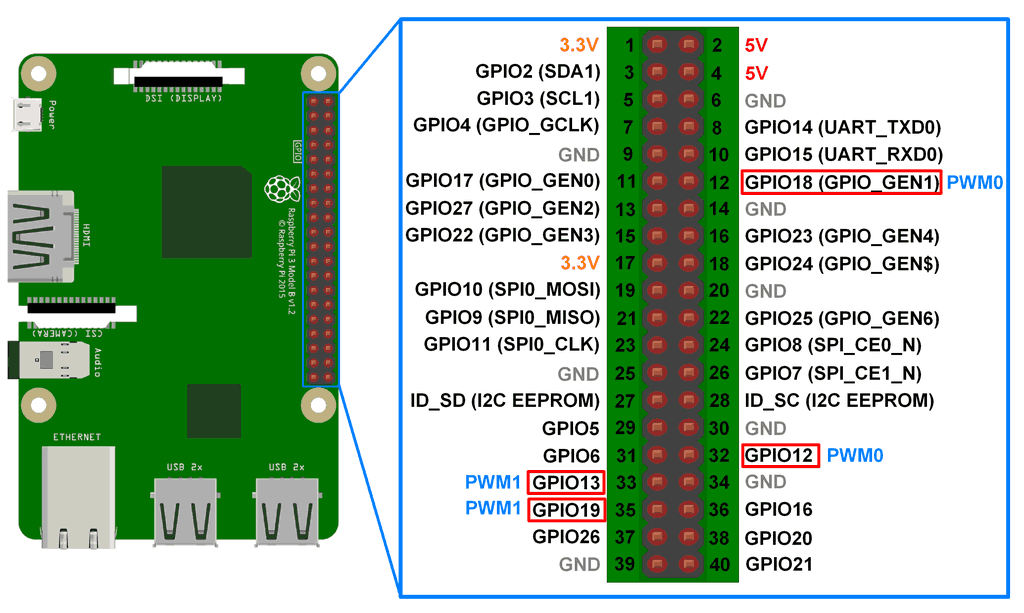 DSI (DISPLAY)
Power
GPIO
HDMI
Raspberry Pi 3 Model B v1.2
© Raspberry Pi 2015
CSI (CAMERA)
Audio
ETHERNET
USB 2x
USB 2x
3.3V 1 2 5V
GPIO2 (SDA1) 3 4 5V
GPIO3 (SCL1) 5 6 GND
GPIO4 (GPIO_GCLK) 7 8 GPIO14 (UART_TXD0)
GND 9 10 GPIO15 (UART_RXD0)
GPIO17 (GPIO_GEN0) 11 12 GPIO18 (GPIO_GEN1) PWM0
GPIO27 (GPIO_GEN2) 13 14 GND
GPIO22 (GPIO_GEN3) 15 16 GPIO23 (GPIO_GEN4)
3.3V 17 18 GPIO24 (GPIO_GEN$)
GPIO10 (SPI0_MOSI) 19 20 GND
GPIO9 (SPI0_MISO) 21 22 GPIO25 (GPIO_GEN6)
GPIO11 (SPI0_CLK) 23 24 GPIO8 (SPI_CE0_N)
GND 25 26 GPIO7 (SPI_CE1_N)
ID_SD (I2C EEPROM) 27 28 ID_SC (I2C EEPROM)
GPIO5 29 30 GND
GPIO6 31 32 GPIO12 PWM0
PWM1 GPIO13 33 34 GND
PWM1 GPIO19 35 36 GPIO16
GPIO26 37 38 GPIO20
GND 39 40 GPIO21